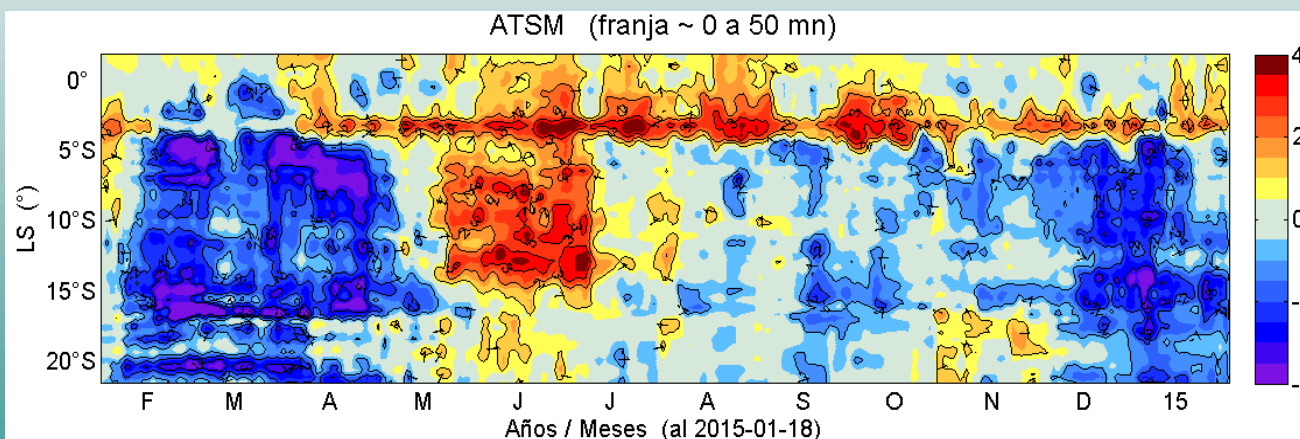 ATSM (franja ~ 0 a 50 mn)
0°
5°S
10°S
15°S
20°S
LS (°)
F M A M J J A S O N D 15
Años / Meses (al 2015-01-18)
4
2
0
-
-